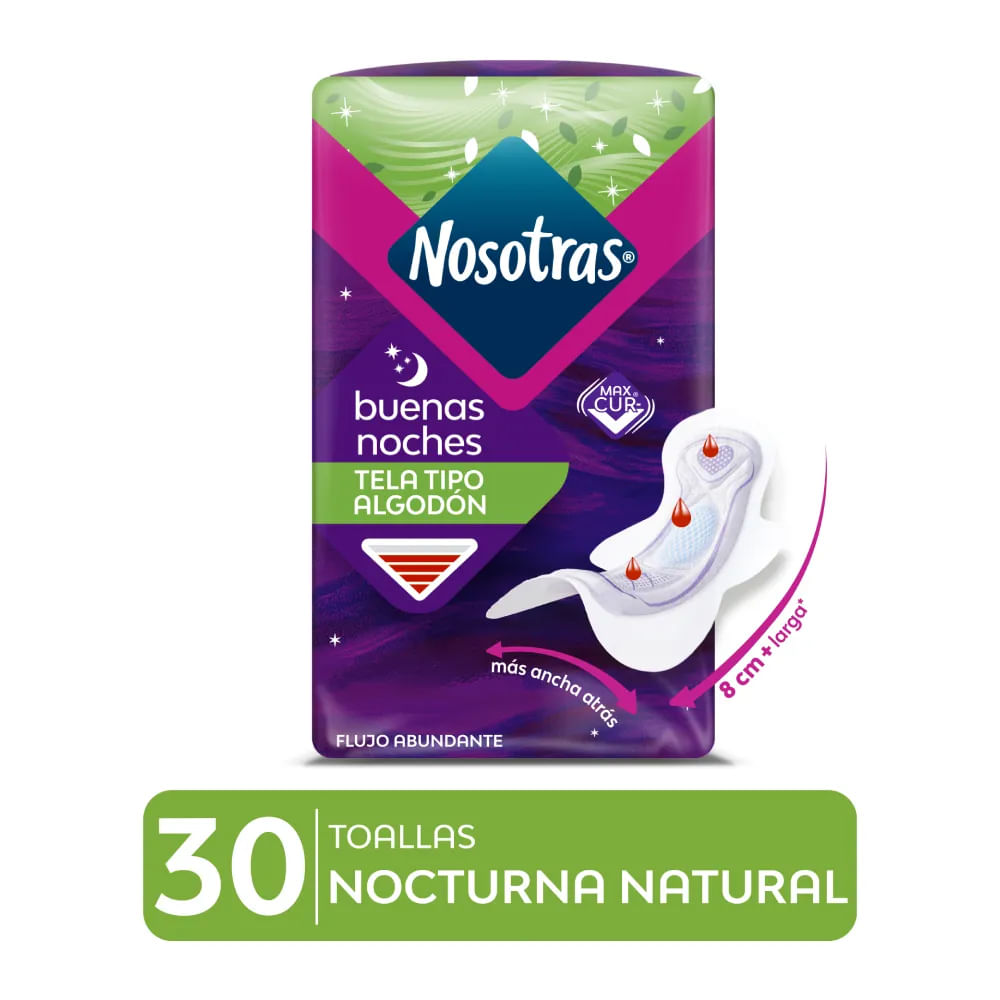 Nosotras®
buenas
noches
MAX®
CUR-
TELA TIPO
ALGODÓN
más ancha atrás
8 cm + larga*
FLUJO ABUNDANTE
30
TOALLAS
NOCTURNA NATURAL